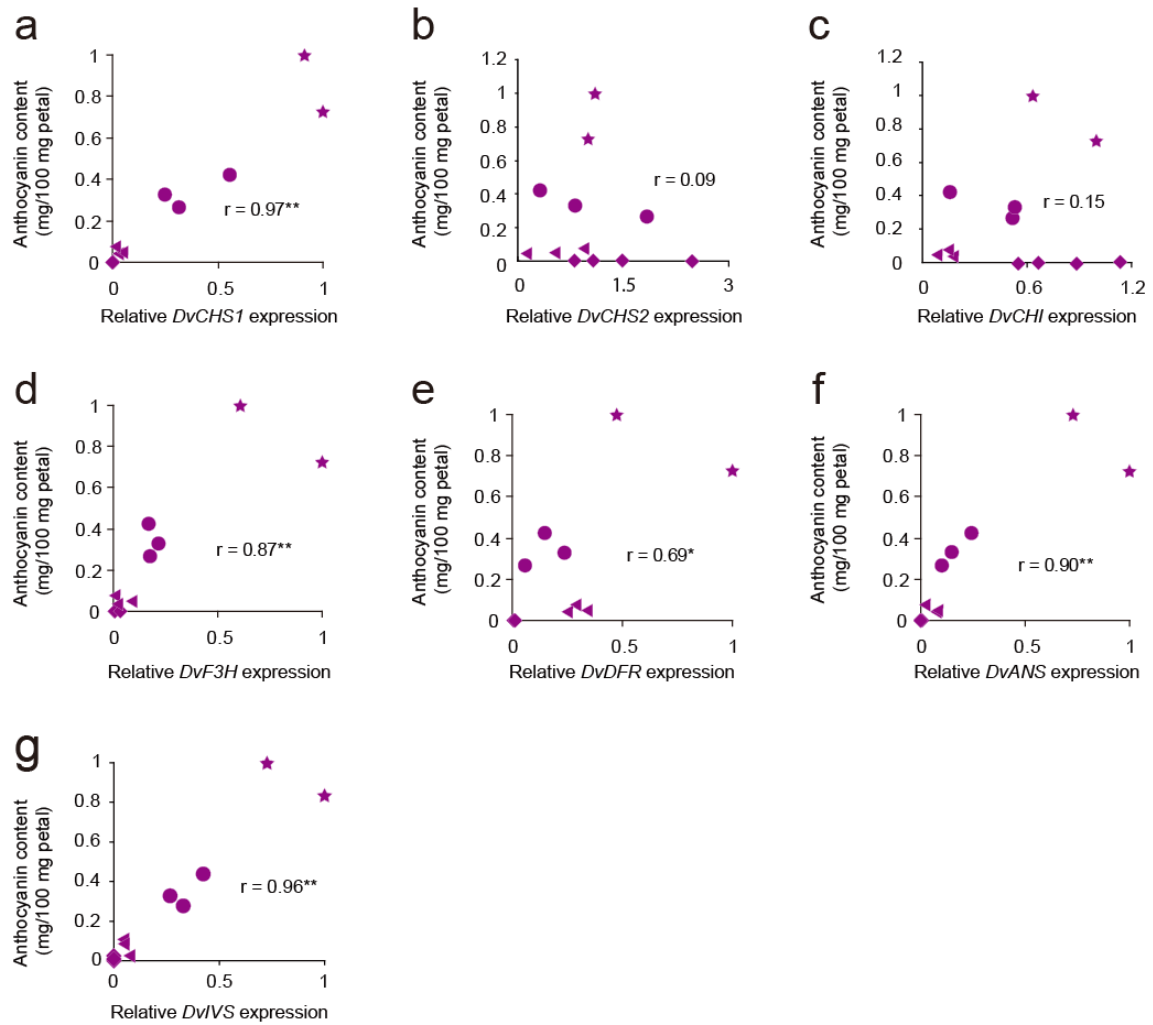 a
Anthocyanin content
(mg/100 mg petal)
1
0.8
0.6
0.4
0.2
0
r = 0.97**
0
0.5
1
Relative DvCHS1 expression
b
Anthocyanin content
(mg/100 mg petal)
1.2
1
0.8
0.6
0.4
0.2
0
r = 0.09
0
1.5
3
Relative DvCHS2 expression
c
Anthocyanin content
(mg/100 mg petal)
1.2
1
0.8
0.6
0.4
0.2
0
r = 0.15
0
0.6
1.2
Relative DvCHI expression
d
Anthocyanin content
(mg/100 mg petal)
1
0.8
0.6
0.4
0.2
0
r = 0.87**
0
0.5
1
Relative DvF3H expression
e
Anthocyanin content
(mg/100 mg petal)
1
0.8
0.6
0.4
0.2
0
r = 0.69*
0
0.5
1
Relative DvDFR expression
f
Anthocyanin content
(mg/100 mg petal)
1
0.8
0.6
0.4
0.2
0
r = 0.90**
0
0.5
1
Relative DvANS expression
g
Anthocyanin content
(mg/100 mg petal)
1
0.8
0.6
0.4
0.2
0
r = 0.96**
0
0.5
1
Relative DvIVS expression